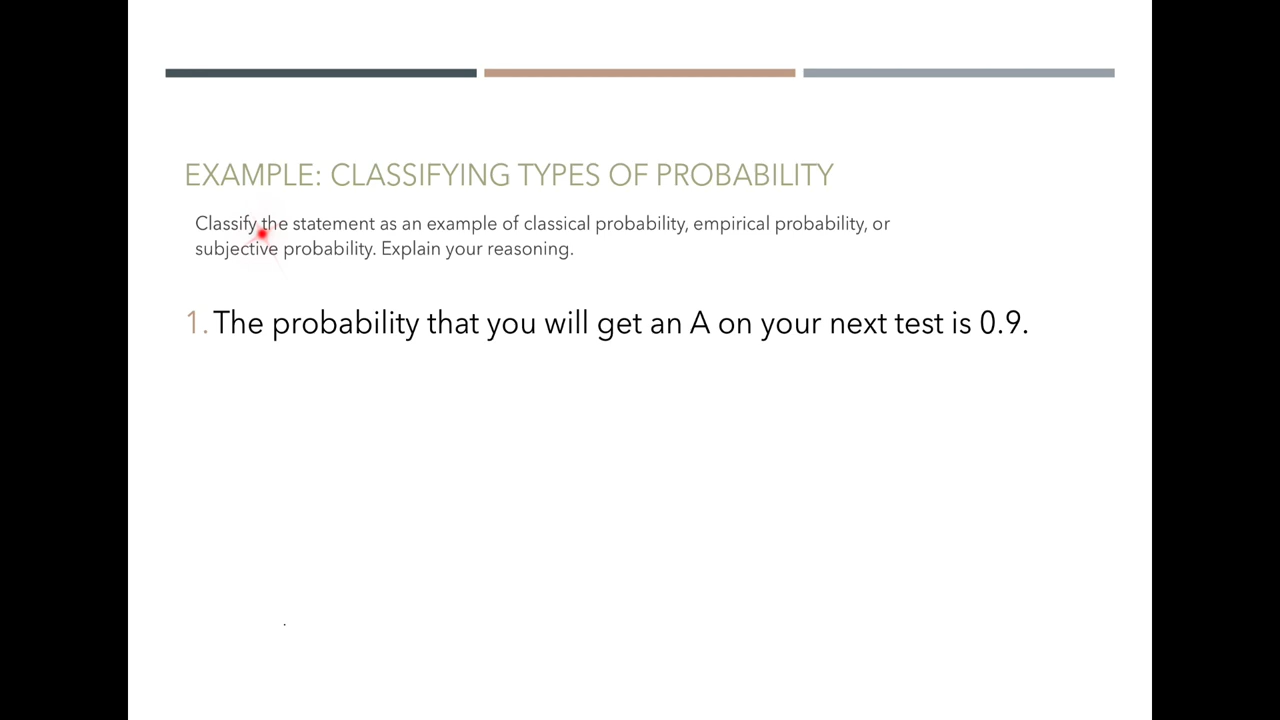 EXAMPLE: CLASSIFYING TYPES OF PROBABILITY
Classify the statement as an example of classical probability, empirical probability, or
subjective probability. Explain your reasoning.
1. The probability that you will get an A on your next test is 0.9.
.